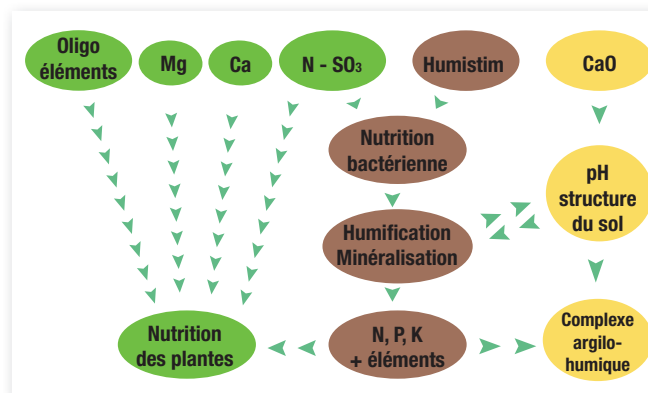 Oligo
éléments
Mg
Ca
N - SO₃
Humistim
CaO
Nutrition
bactérienne
pH
structure
du sol
Humification
Minéralisation
Nutrition
des plantes
N, P, K
+ éléments
Complexe
argilo-
humique